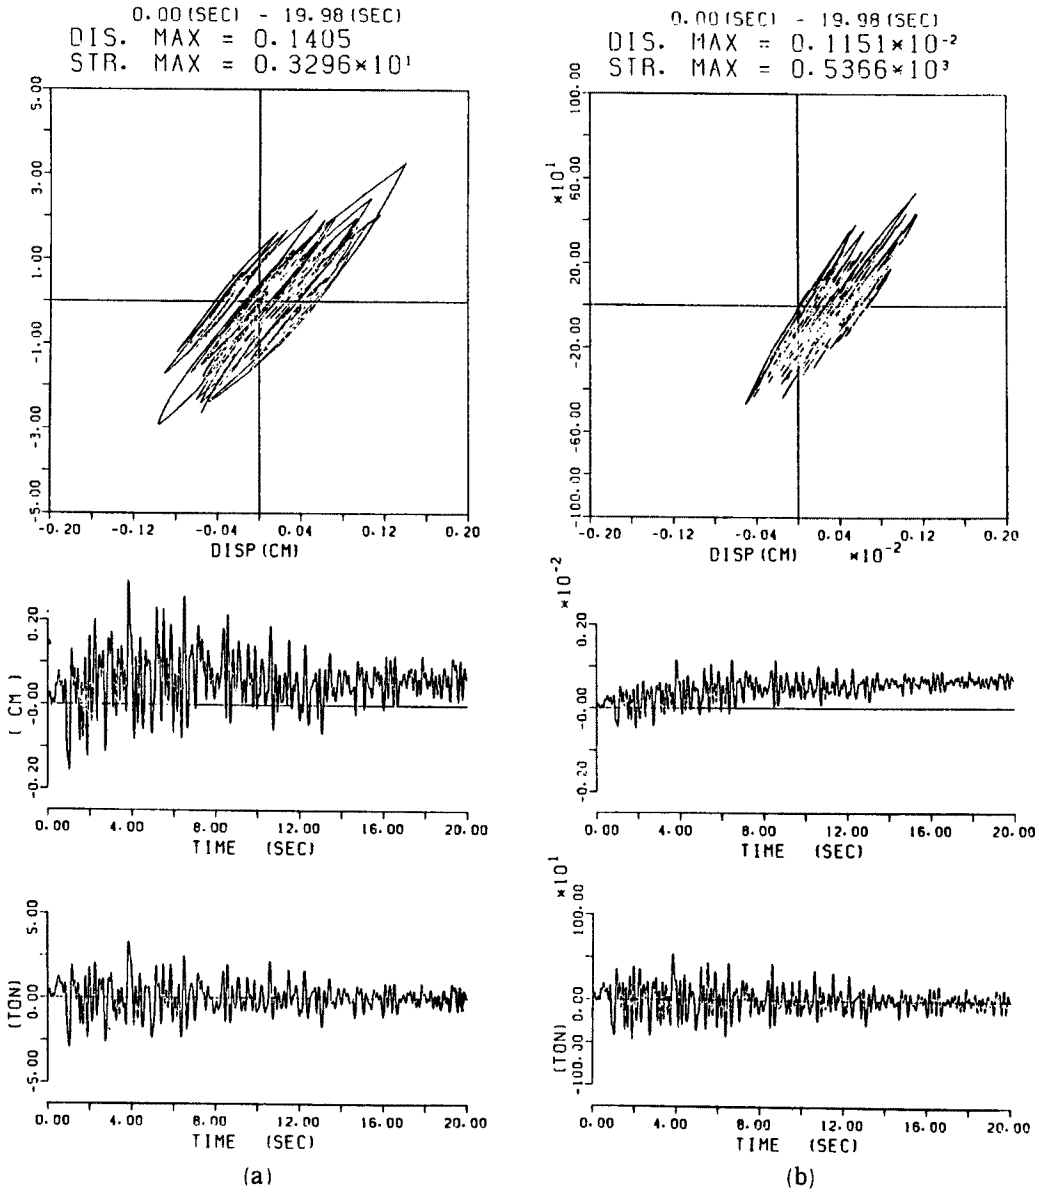 0.00(SEC) - 19.98(SEC)
DIS. MAX = 0.1405
STR. MAX = 0.3296×10¹
5.00
3.00
1.00
-1.00
-3.00
-5.00
-0.20 -0.12 -0.04 0.04 0.12 0.20
DISP(CM)
(CM)
0.20
-0.00
-0.20
0.00 4.00 8.00 12.00 16.00 20.00
TIME (SEC)
(TON)
5.00
0.00
-5.00
0.00 4.00 8.00 12.00 16.00 20.00
TIME (SEC)
(a)
0.00(SEC) - 19.98(SEC)
DIS. MAX = 0.1151×10⁻²
STR. MAX = 0.5366×10³
×10¹
100.00
60.00
20.00
-20.00
-60.00
-100.00
-0.20 -0.12 -0.04 0.04 0.12 0.20
DISP(CM) ×10⁻²
×10⁻²
0.20
-0.00
-0.20
0.00 4.00 8.00 12.00 16.00 20.00
TIME (SEC)
×10¹
(TON)
100.00
0.00
-100.00
0.00 4.00 8.00 12.00 16.00 20.00
TIME (SEC)
(b)